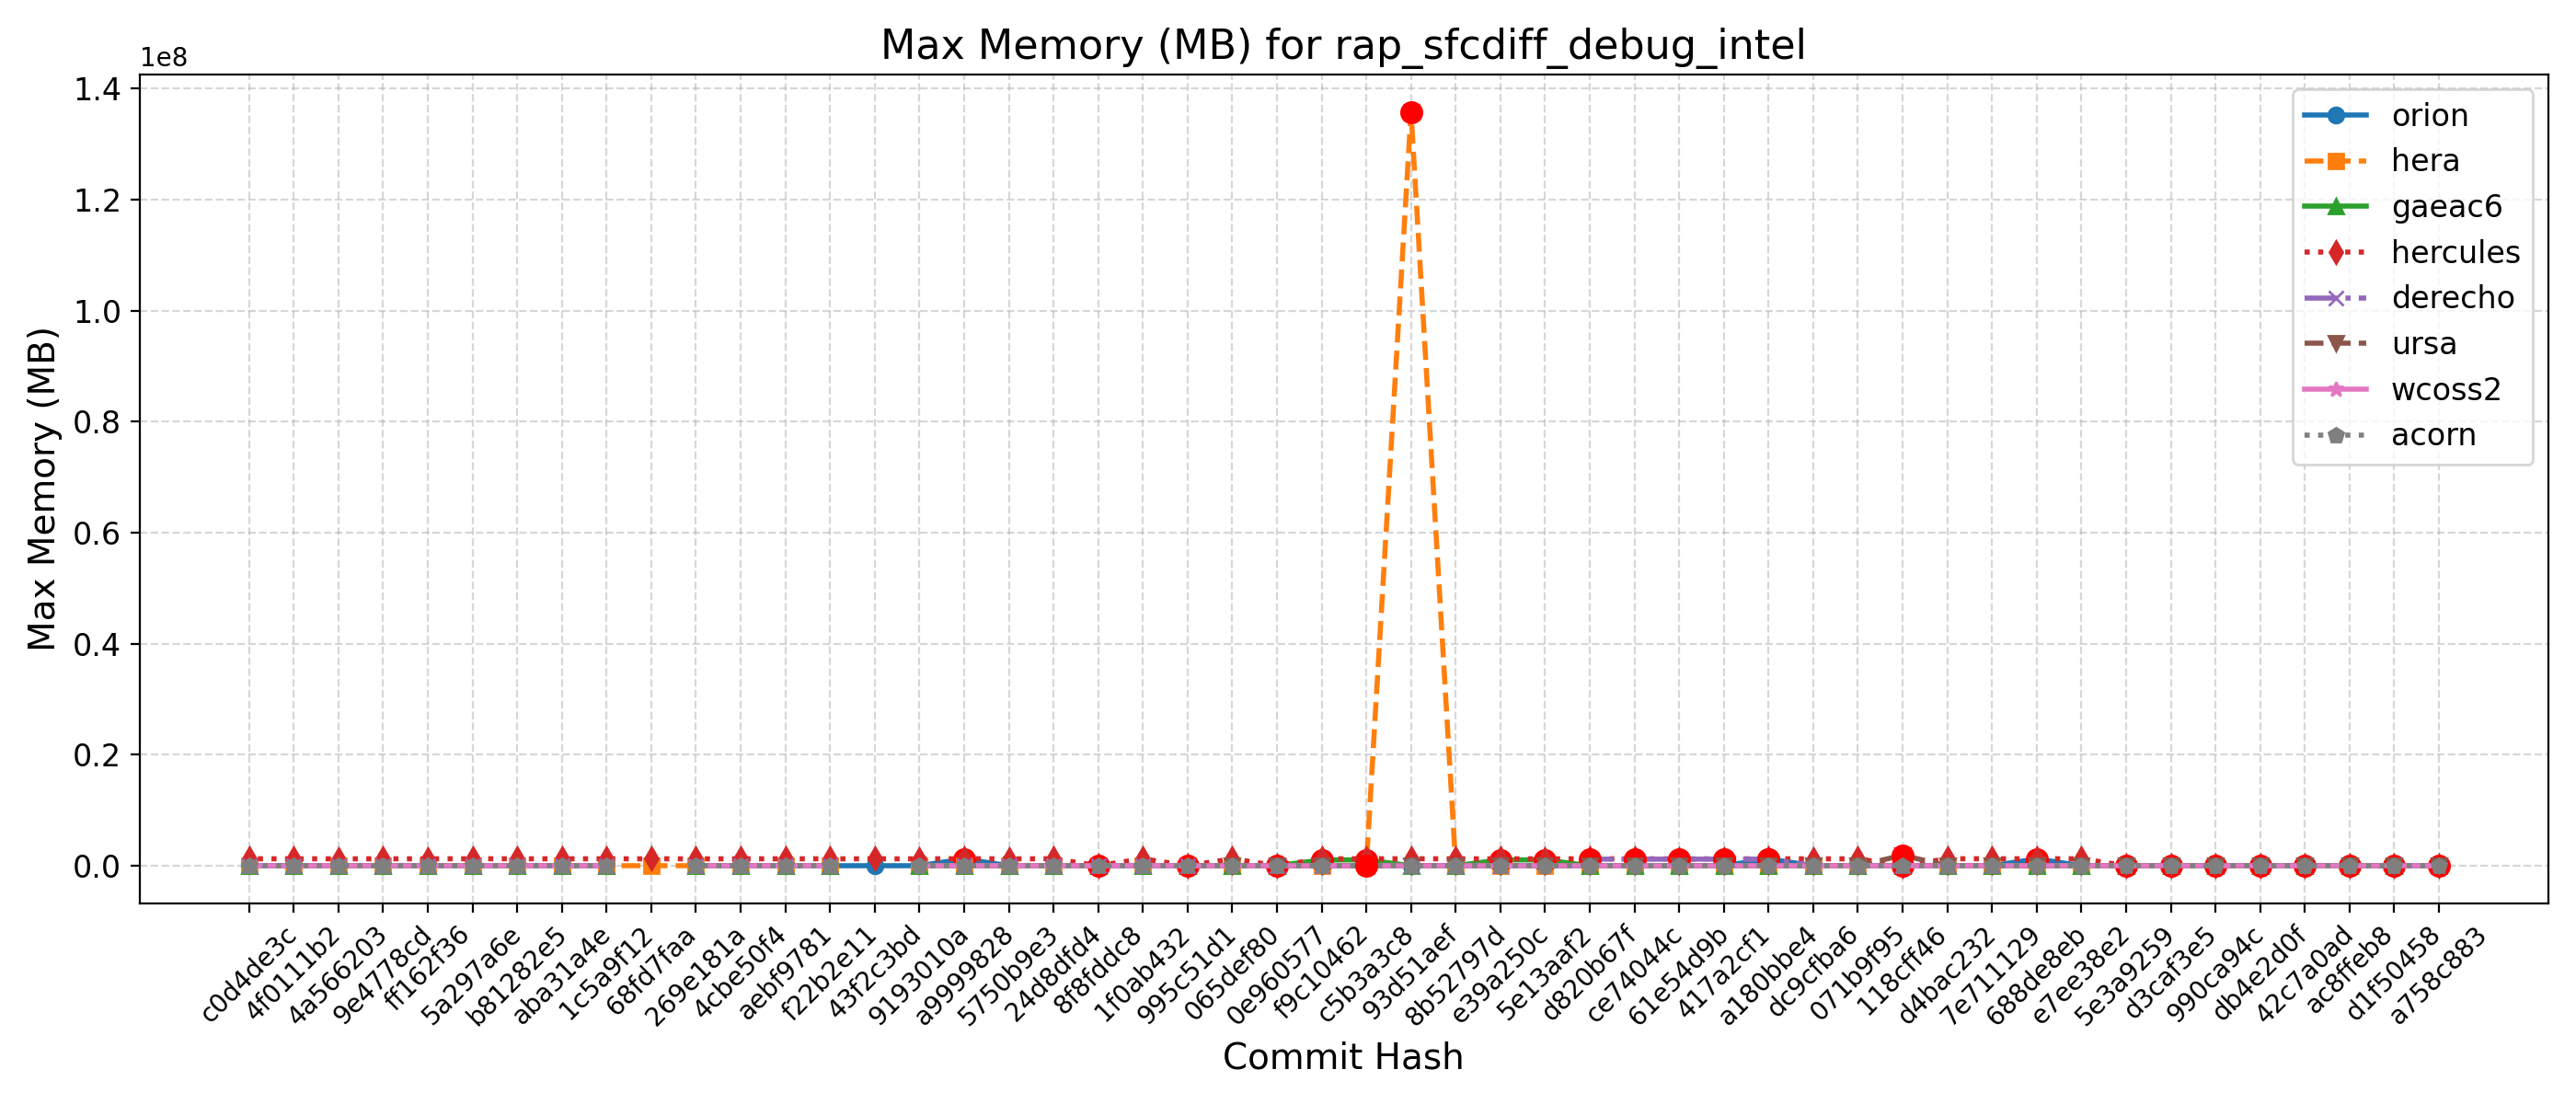 Max Memory (MB) for rap_sfcdiff_debug_intel
1e8
1.4
1.2
1.0
0.8
0.6
0.4
0.2
0.0
Max Memory (MB)
orion
hera
gaeac6
hercules
derecho
ursa
wcoss2
acorn
c0d4de3c
4f0111b2
4a566203
9e4778cd
ff162f36
5a297a6e
b81282e5
aba31a4e
1c5a9f12
68fd7faa
269e181a
4cbe50f4
aebf9781
f22b2e11
43f2c3bd
9193010a
a9999828
5750b9e3
24d8dfd4
8f8fddc8
1f0ab432
995c51d1
065def80
0e960577
f9c10462
c5b3a3c8
93d51aef
8b52797d
e39a250c
5e13aaf2
d820b67f
ce74044c
61e54d9b
417a2cf1
a180bbe4
dc9cfba6
071b9f95
118cff46
d4bac232
7e711129
688de8eb
e7ee38e2
5e3a9259
d3caf3e5
990ca94c
db4e2d0f
42c7a0ad
ac8ffeb8
d1f50458
a758c883
Commit Hash